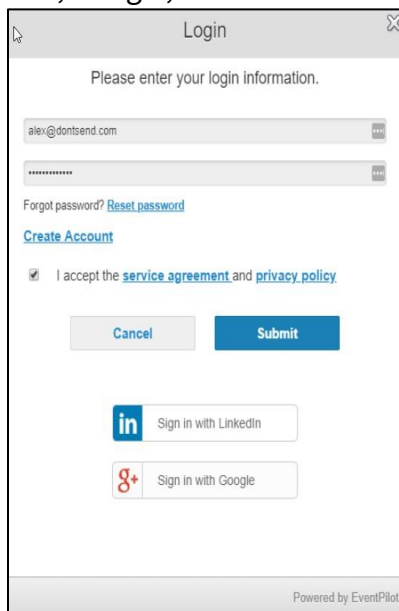 Login
Please enter your login information.
alex@dontsend.com
•••••••••••••
Forgot password? Reset password
Create Account
I accept the service agreement and privacy policy
Cancel Submit
in Sign in with LinkedIn
g+ Sign in with Google
Powered by EventPilot